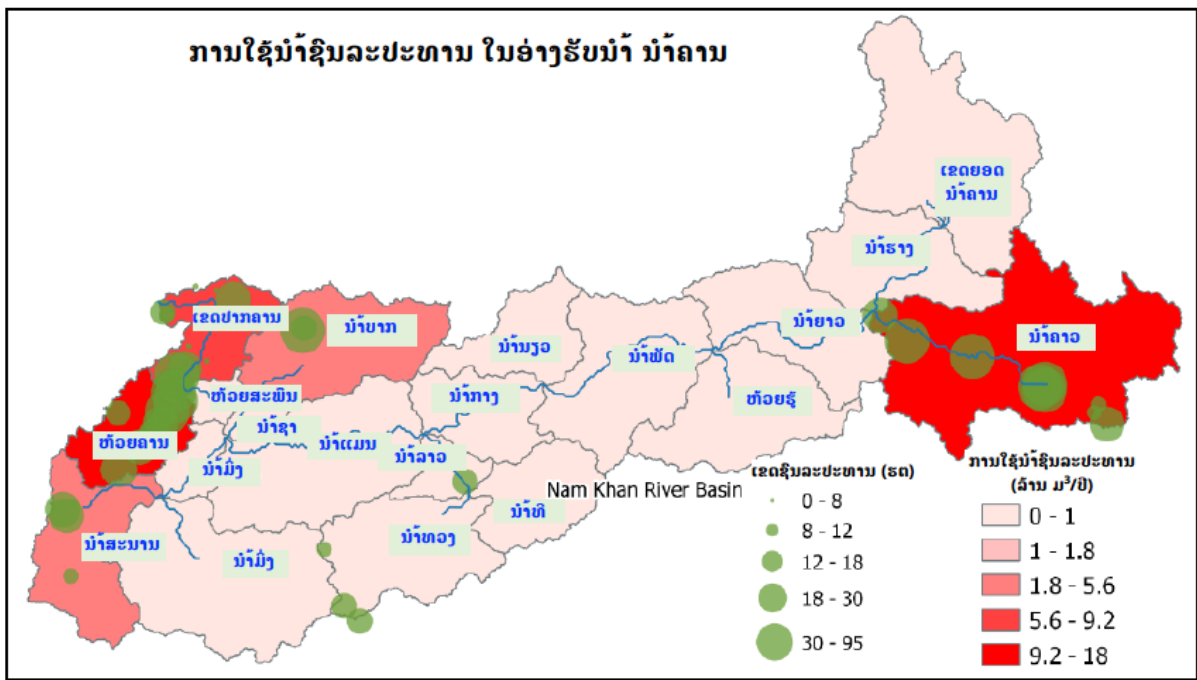 ການໃຊ້ນ້ຳຊົນລະປະທານ ໃນອ່າງຮັບນ້ຳ ນ້ຳຄານ
ເຂດຍອດ
ນ້ຳຄານ
ນ້ຳຮາງ
ເຂດປາກຄານ
ນ້ຳບາກ
ນ້ຳຍວ
ນ້ຳຍາວ
ນ້ຳຄາວ
ນ້ຳພັດ
ຫ້ວຍສະພິນ
ນ້ຳກາງ
ຫ້ວຍຮຸ້
ນ້ຳຊາ
ຫ້ວຍຄານ
ນ້ຳແມນ
ນ້ຳລາວ
ນ້ຳມິ່ງ
Nam Khan River Basin
ນ້ຳທິ
ນ້ຳສະນານ
ນ້ຳມິ່ງ
ນ້ຳທວງ
ເຂດຊົນລະປະທານ (ຮຕ)
0 - 8
8 - 12
12 - 18
18 - 30
30 - 95
ການໃຊ້ນ້ຳຊົນລະປະທານ
(ລ້ານ ມ³/ປີ)
0 - 1
1 - 1.8
1.8 - 5.6
5.6 - 9.2
9.2 - 18